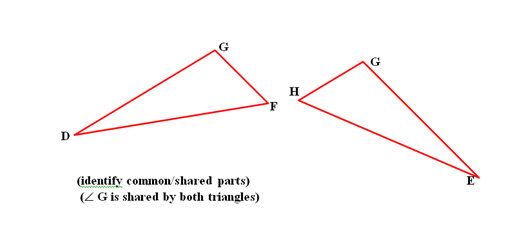 G
G
H
F
D
E
(identify common/shared parts)
(∠ G is shared by both triangles)